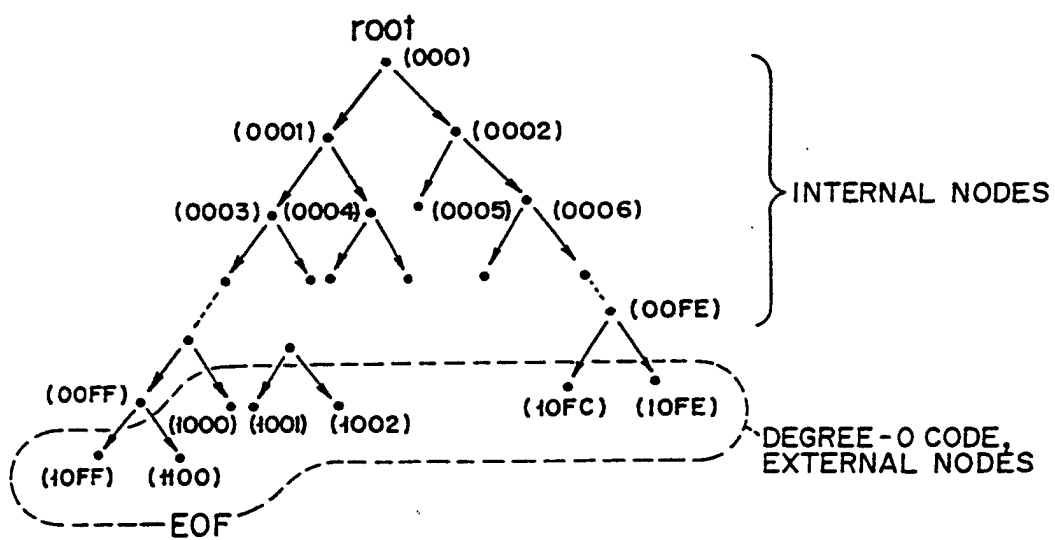 root
(000)
(0001)
(0002)
(0003)
(0004)
(0005)
(0006)
INTERNAL NODES
(00FE)
(00FF)
(1000)
(1001)
(1002)
(10FC)
(10FE)
(10FF)
(1100)
DEGREE-0 CODE,
EXTERNAL NODES
EOF